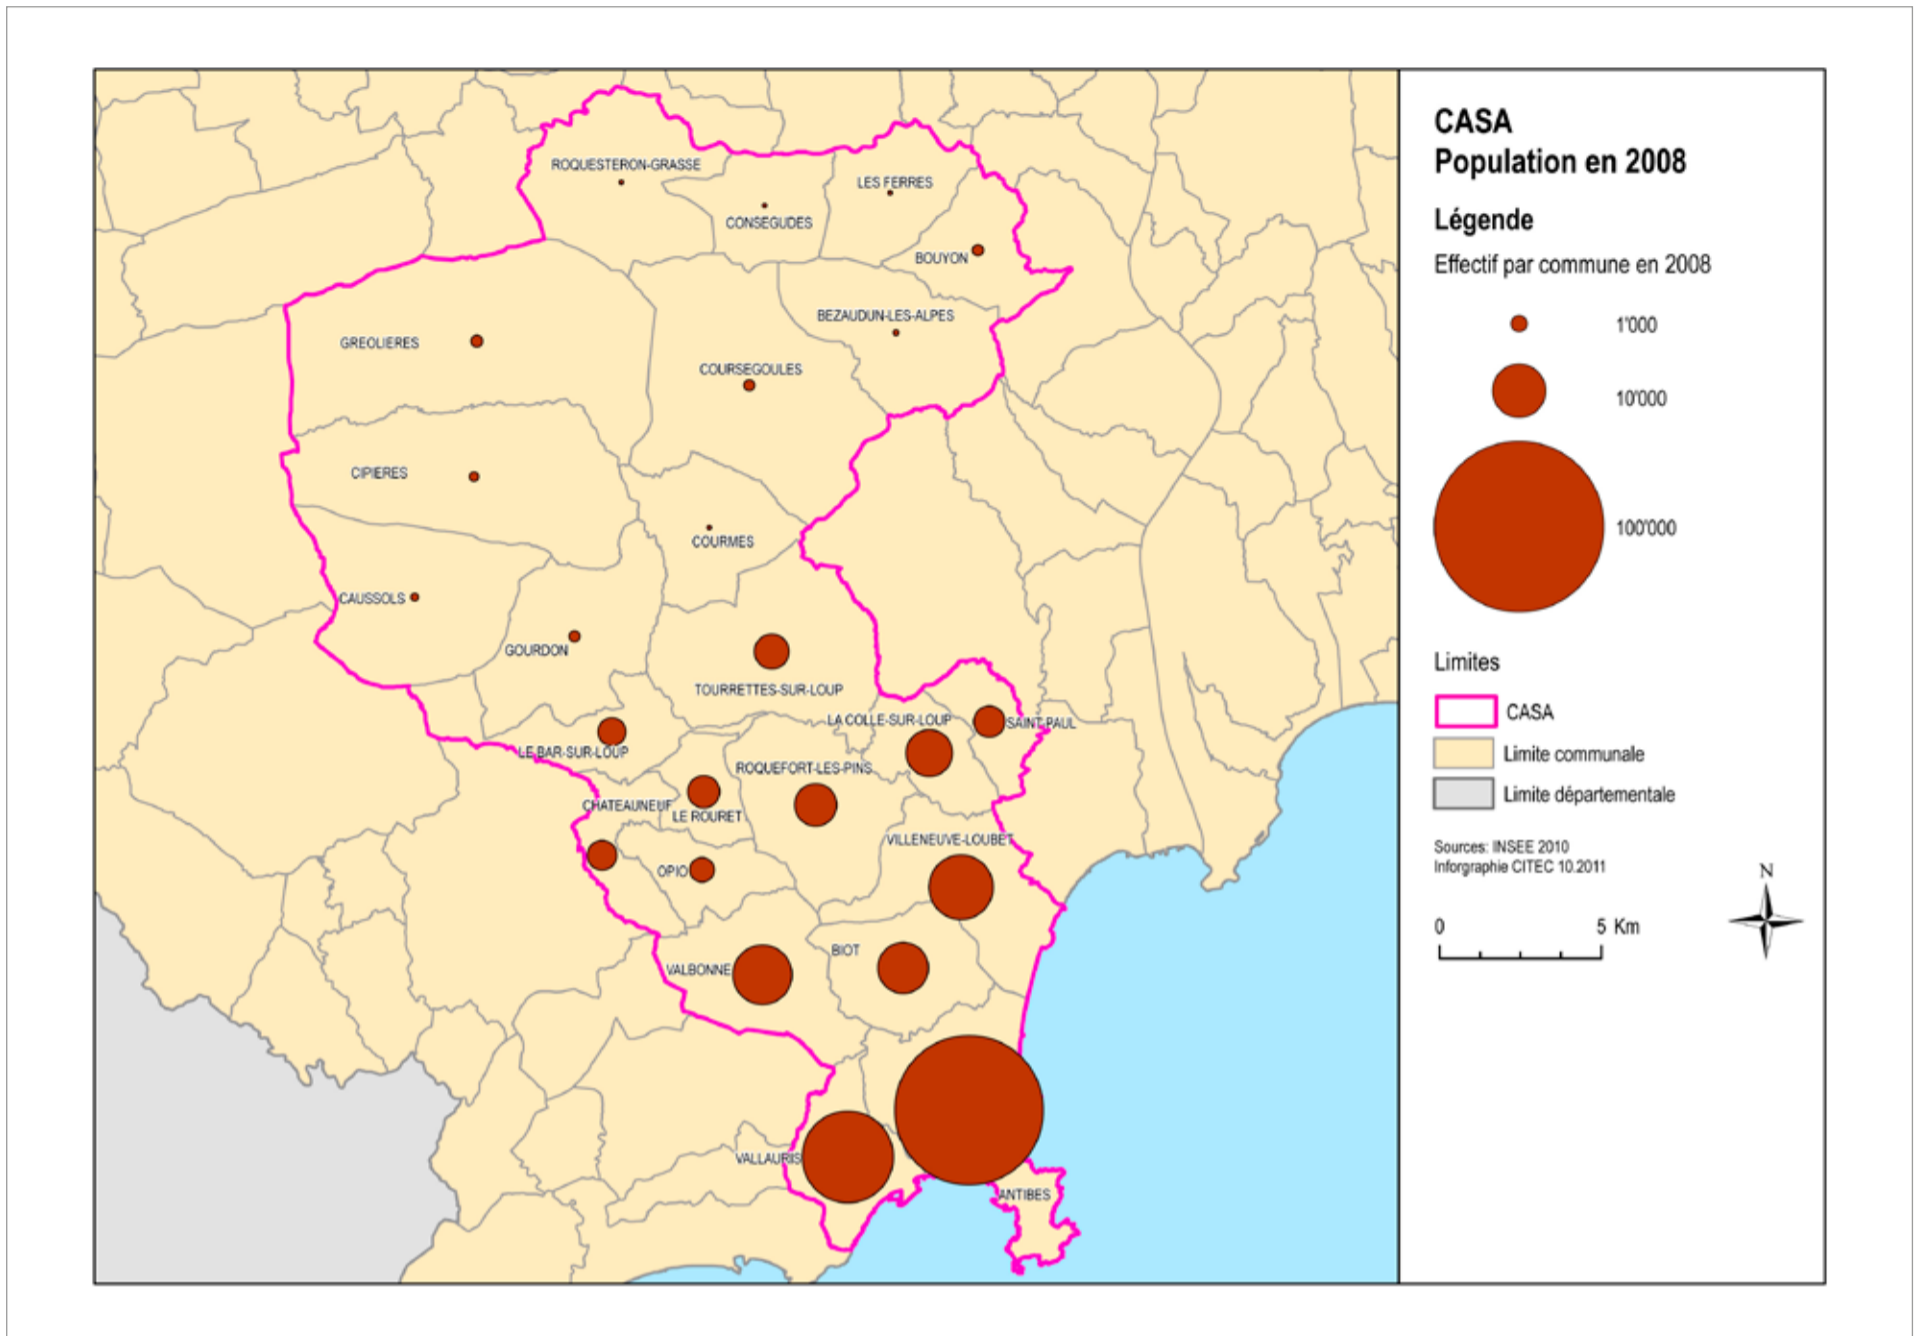 ROQUESTERON-GRASSE
LES FERRES
CONSEGUDES
BOUYON
BEZAUDUN-LES-ALPES
GREOLIERES
COURSEGOULES
CIPIERES
COURMES
CAUSSOLS
GOURDON
TOURRETTES-SUR-LOUP
LA COLLE-SUR-LOUP
SAINT-PAUL
LE BAR-SUR-LOUP
ROQUEFORT-LES-PINS
CHATEAUNEUF
LE ROURET
VILLENEUVE-LOUBET
OPIO
BIOT
VALBONNE
VALLAURIS
ANTIBES
CASA
Population en 2008
Légende
Effectif par commune en 2008
1'000
10'000
100'000
Limites
CASA
Limite communale
Limite départementale
Sources: INSEE 2010
Inforgraphie CITEC 10.2011
N
0 5 Km